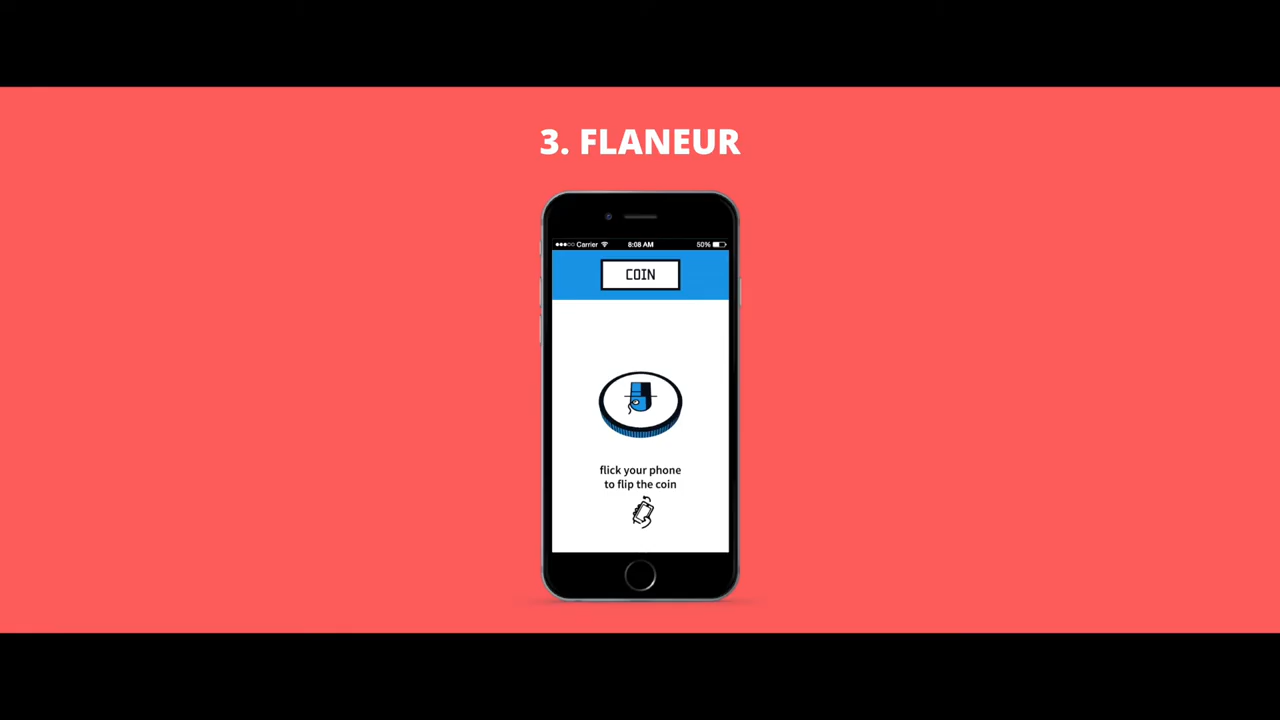 3. FLANEUR
Carrier 8:08 AM 50%
COIN
flick your phone
to flip the coin